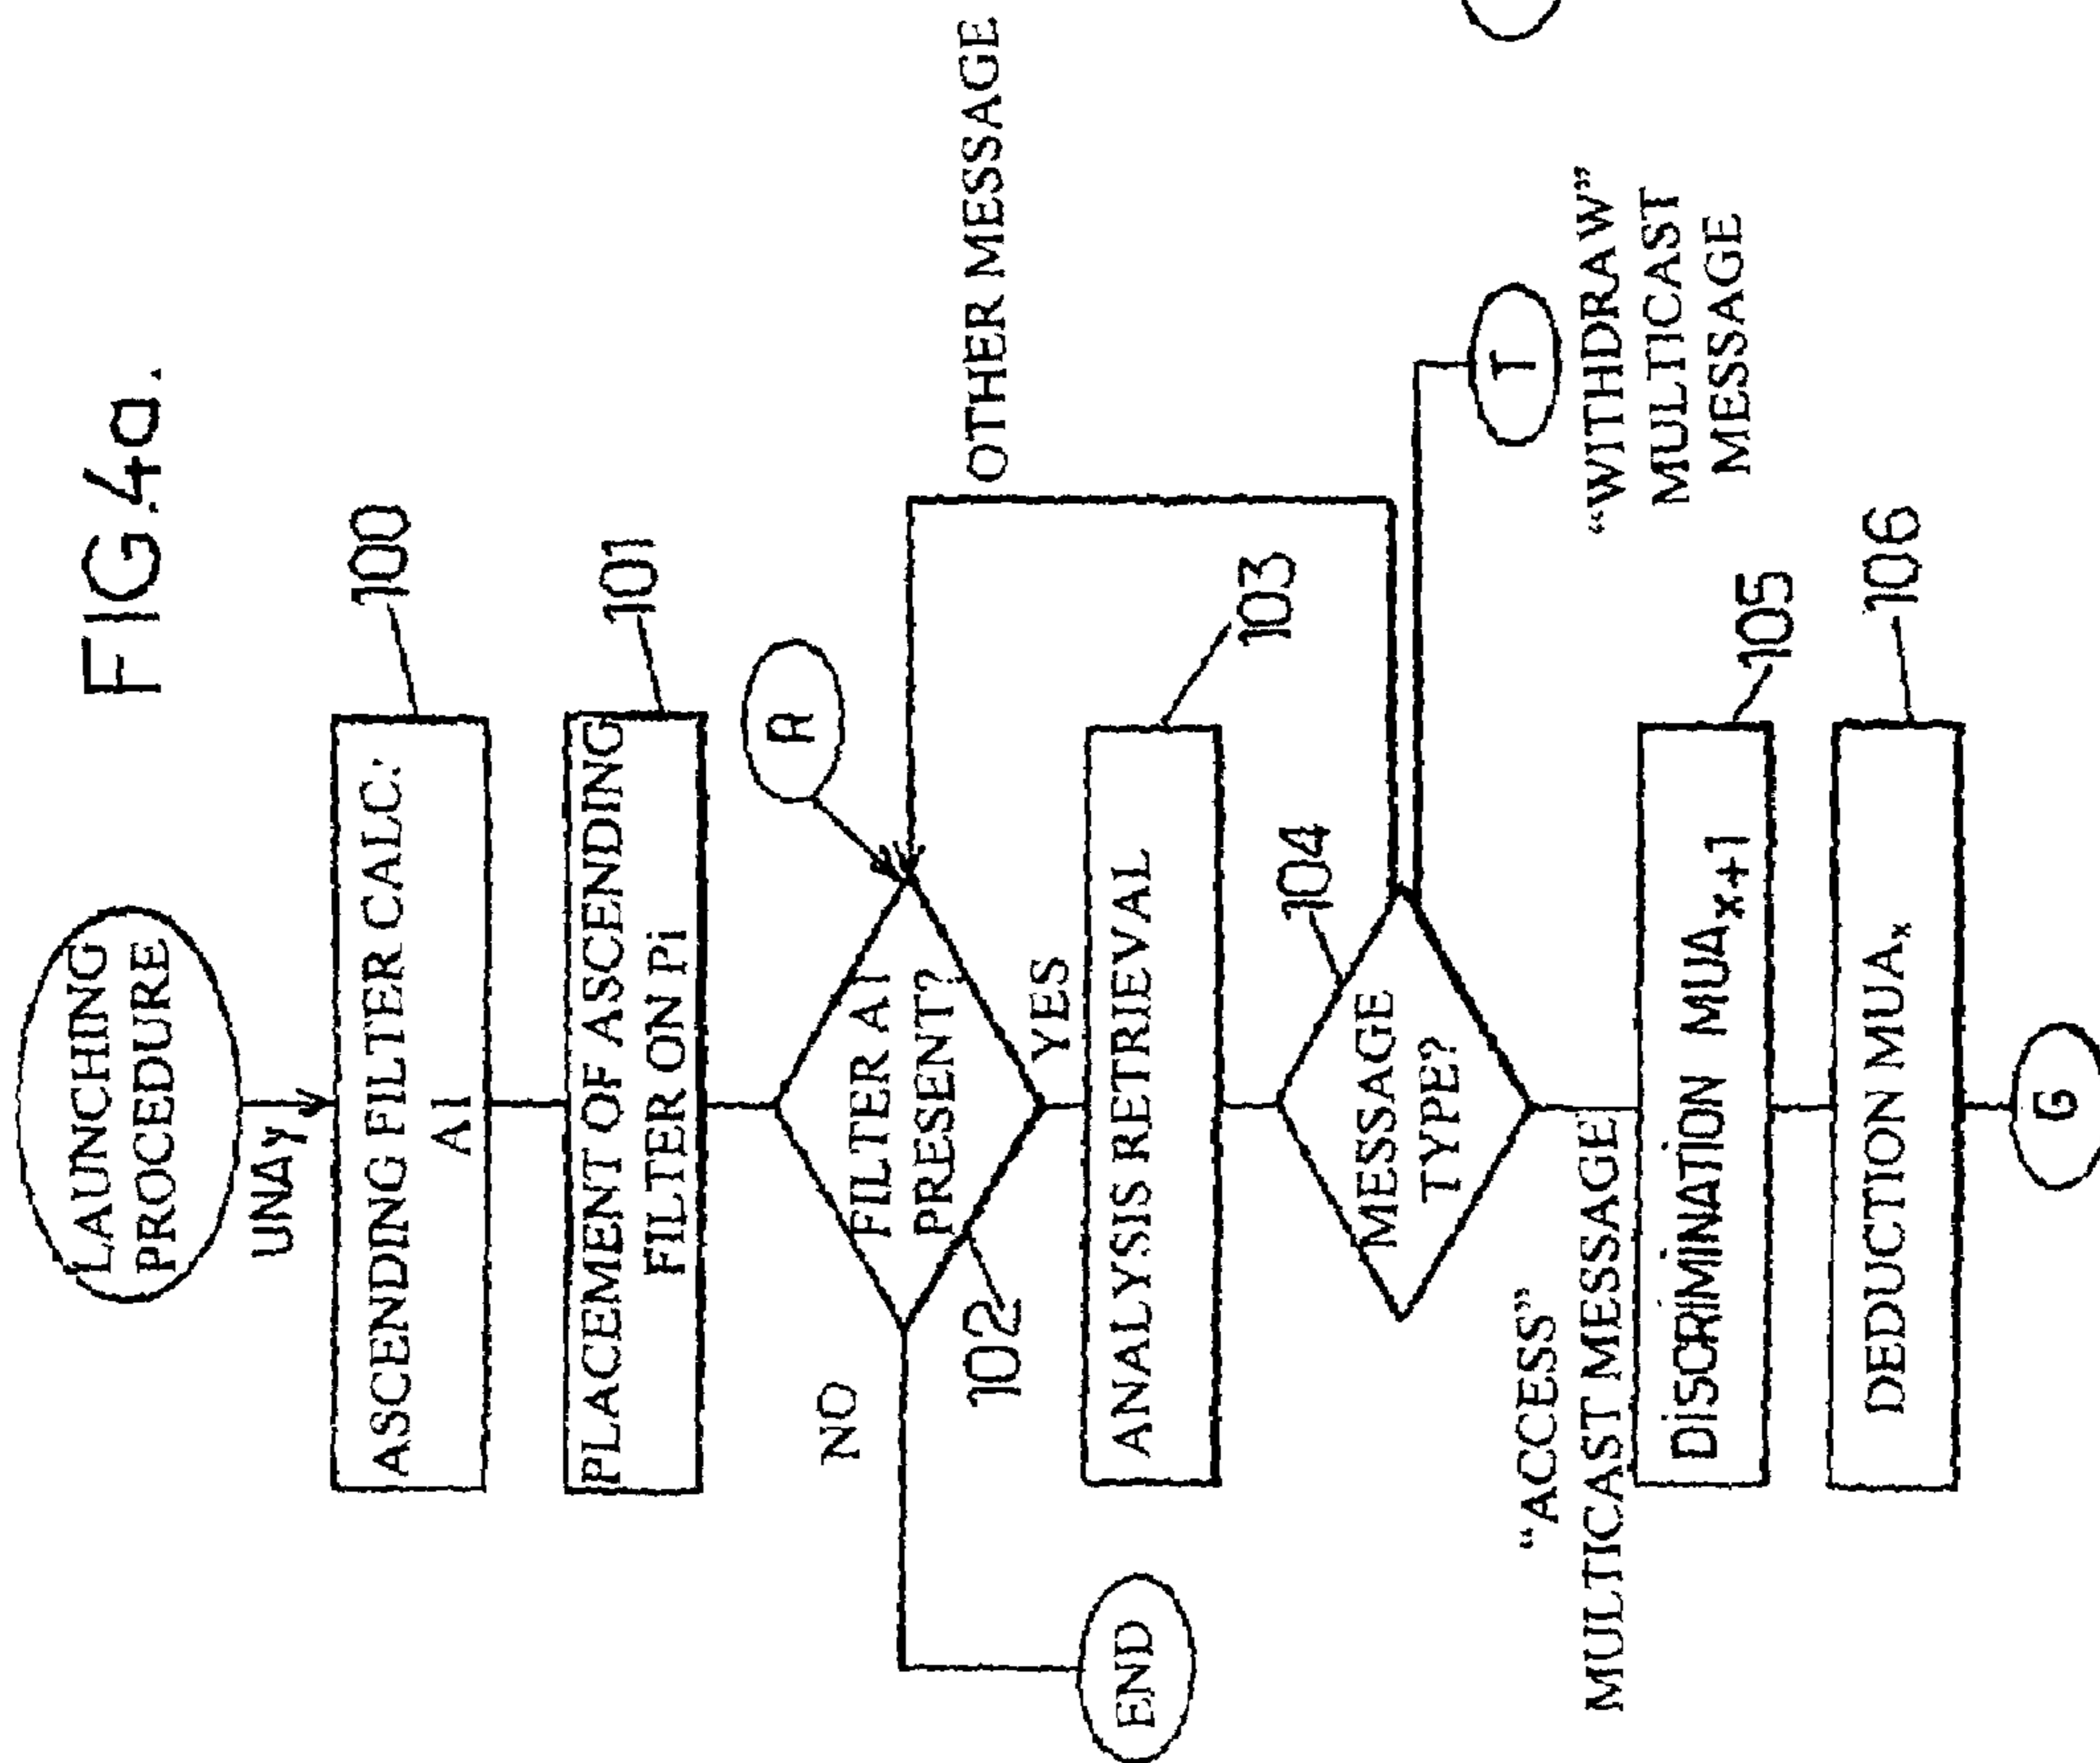 FIG.4a.
LAUNCHING
PROCEDURE
UNAy
ASCENDING FILTER CALC:
A1
100
PLACEMENT OF ASCENDING
FILTER ON Pi
101
R
FILTER A1
PRESENT?
102
NO
YES
OTHER MESSAGE
END
ANALYSIS RETRIEVAL
103
104
MESSAGE
TYPE?
T
"WITHDRAW"
MULTICAST
MESSAGE
"ACCESS"
MULTICAST MESSAGE
DISCRIMINATION MUAx+1
105
DEDUCTION MUAx
106
G